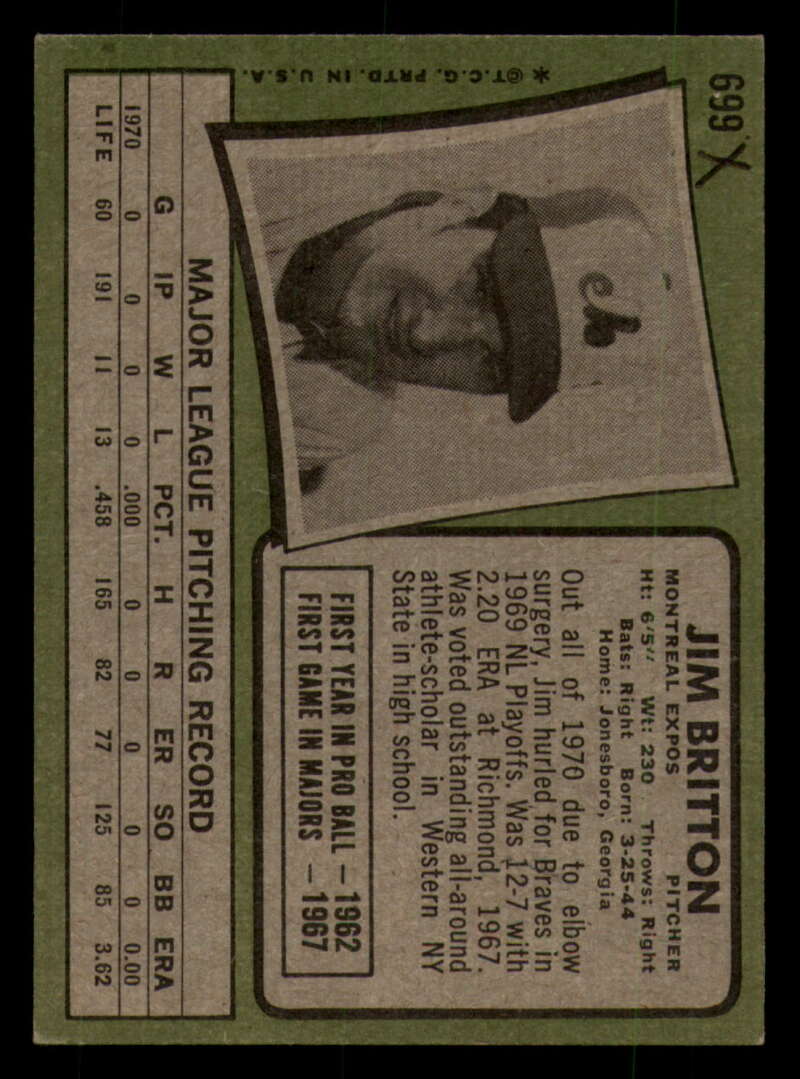 699 X
JIM BRITTON
MONTREAL EXPOS PITCHER
Ht: 6'5" Wt: 230 Throws: Right
Bats: Right Born: 3-25-44
Home: Jonesboro, Georgia
Out all of 1970 due to elbow
surgery, Jim hurled for Braves in
1969 NL Playoffs. Was 12-7 with
2.20 ERA at Richmond, 1967.
Was voted outstanding all-around
athlete-scholar in Western NY
State in high school.
FIRST YEAR IN PRO BALL — 1962
FIRST GAME IN MAJORS — 1967
MAJOR LEAGUE PITCHING RECORD
G IP W L PCT. H R ER SO BB ERA
1970 0 0 0 0 .000 0 0 0 0 0 0.00
LIFE 60 191 11 13 .458 165 82 77 125 85 3.62
*©T.C.G. PRTD. IN U.S.A.